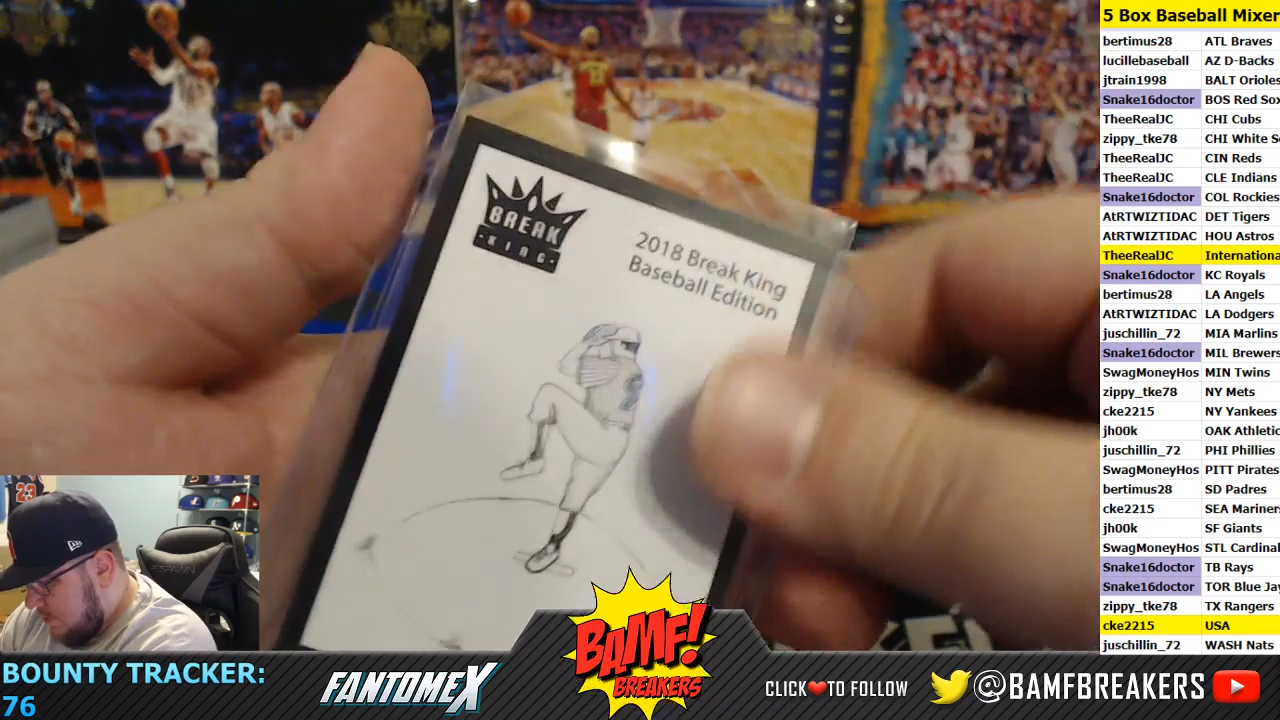 BREAK
KING
2018 Break King
Baseball Edition
5 Box Baseball Mixer
bertimus28 ATL Braves
lucillebaseball AZ D-Backs
jtrain1998 BALT Orioles
Snake16doctor BOS Red Sox
TheeRealJC CHI Cubs
zippy_tke78 CHI White S
TheeRealJC CIN Reds
TheeRealJC CLE Indians
Snake16doctor COL Rockies
AtRTWIZTIDAC DET Tigers
AtRTWIZTIDAC HOU Astros
TheeRealJC Internationa
Snake16doctor KC Royals
bertimus28 LA Angels
AtRTWIZTIDAC LA Dodgers
juschillin_72 MIA Marlins
Snake16doctor MIL Brewers
SwagMoneyHos MIN Twins
zippy_tke78 NY Mets
cke2215 NY Yankees
jh00k OAK Athletic
juschillin_72 PHI Phillies
SwagMoneyHos PITT Pirates
bertimus28 SD Padres
cke2215 SEA Mariner
jh00k SF Giants
SwagMoneyHos STL Cardinal
Snake16doctor TB Rays
Snake16doctor TOR Blue Jay
zippy_tke78 TX Rangers
cke2215 USA
juschillin_72 WASH Nats
23
BOUNTY TRACKER:
76
FANTOMEX
BAMF!
BREAKERS
CLICK TO FOLLOW
@BAMFBREAKERS